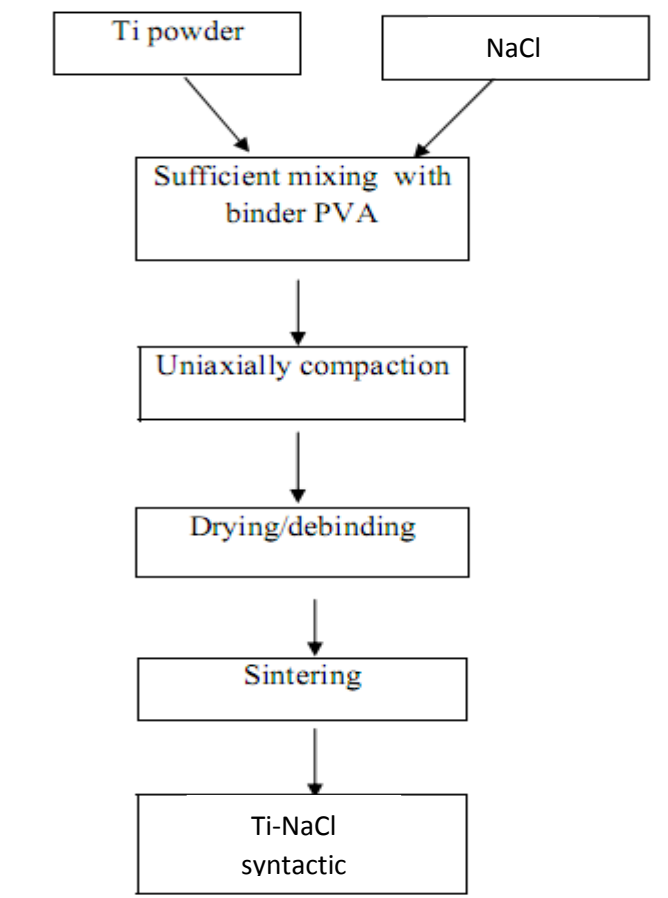 Ti powder
NaCl
Sufficient mixing with
binder PVA
Uniaxially compaction
Drying/debinding
Sintering
Ti-NaCl
syntactic